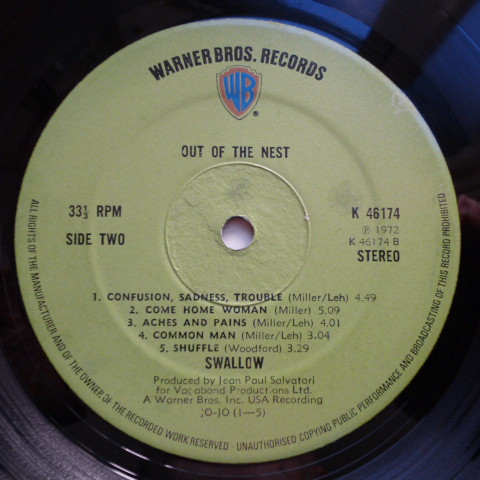 WARNER BROS. RECORDS
WB
®
OUT OF THE NEST
33⅓ RPM
SIDE TWO
K 46174
℗ 1972
K 46174 B
STEREO
1. CONFUSION, SADNESS, TROUBLE (Miller/Leh) 4.49
2. COME HOME WOMAN (Miller) 5.09
3. ACHES AND PAINS (Miller/Leh) 4.01
4. COMMON MAN (Miller/Leh) 3.04
5. SHUFFLE (Woodford) 3.29
SWALLOW
Produced by Jean Paul Salvatori
for Vagabond Productions Ltd.
A Warner Bros. Inc. USA Recording
JO-JO (1—5)
ALL RIGHTS OF THE MANUFACTURER AND OF THE OWNER OF THE RECORDED WORK RESERVED - UNAUTHORISED COPYING PUBLIC PERFORMANCE AND BROADCASTING OF THIS RECORD PROHIBITED